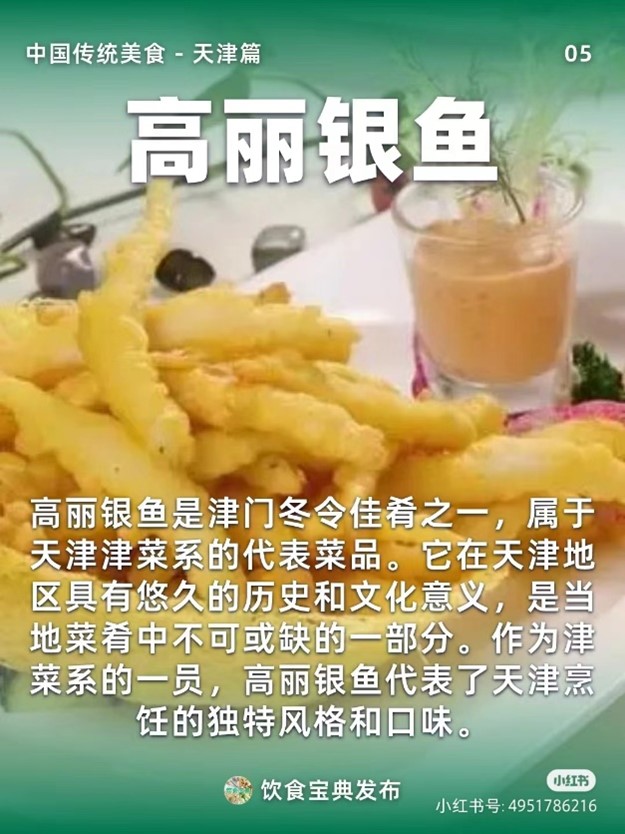 中国传统美食 - 天津篇
05
高丽银鱼
高丽银鱼是津门冬令佳肴之一，属于
天津津菜系的代表菜品。它在天津地
区具有悠久的历史和文化意义，是当
地菜肴中不可或缺的一部分。作为津
菜系的一员，高丽银鱼代表了天津烹
饪的独特风格和口味。
饮食宝典发布
小红书
小红书号: 4951786216